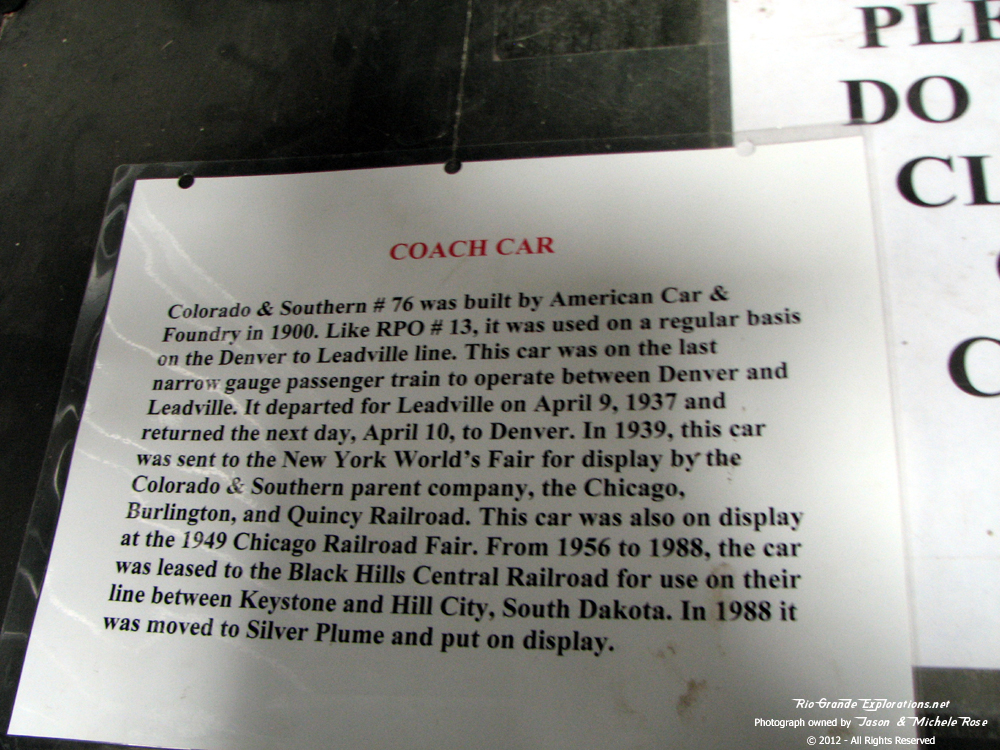 PLE
DO
CL
C
COACH CAR
Colorado & Southern # 76 was built by American Car &
Foundry in 1900. Like RPO # 13, it was used on a regular basis
on the Denver to Leadville line. This car was on the last
narrow gauge passenger train to operate between Denver and
Leadville. It departed for Leadville on April 9, 1937 and
returned the next day, April 10, to Denver. In 1939, this car
was sent to the New York World's Fair for display by the
Colorado & Southern parent company, the Chicago,
Burlington, and Quincy Railroad. This car was also on display
at the 1949 Chicago Railroad Fair. From 1956 to 1988, the car
was leased to the Black Hills Central Railroad for use on their
line between Keystone and Hill City, South Dakota. In 1988 it
was moved to Silver Plume and put on display.
Rio Grande Explorations.net
Photograph owned by Jason & Michele Rose
© 2012 - All Rights Reserved